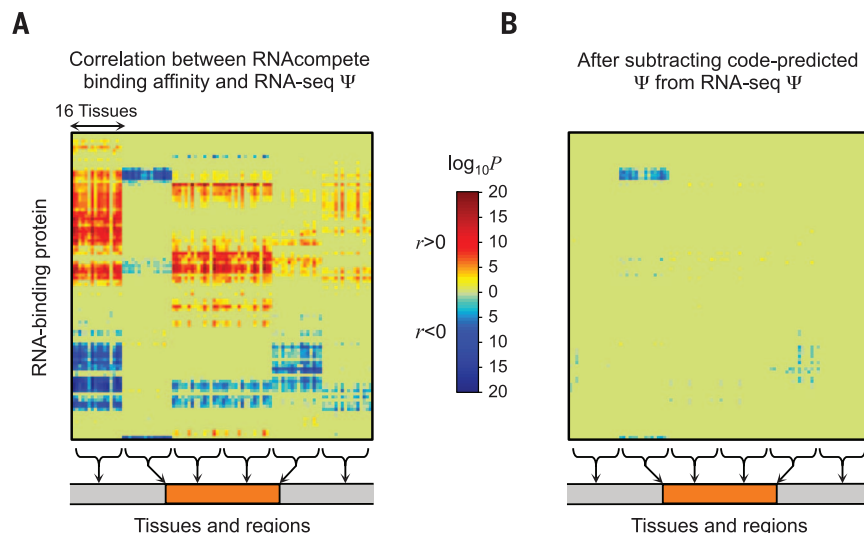 A
Correlation between RNAcompete
binding affinity and RNA-seq Ψ
16 Tissues
RNA-binding protein
Tissues and regions
log₁₀P
r>0
r<0
20
15
10
5
0
5
10
15
20
B
After subtracting code-predicted
Ψ from RNA-seq Ψ
Tissues and regions